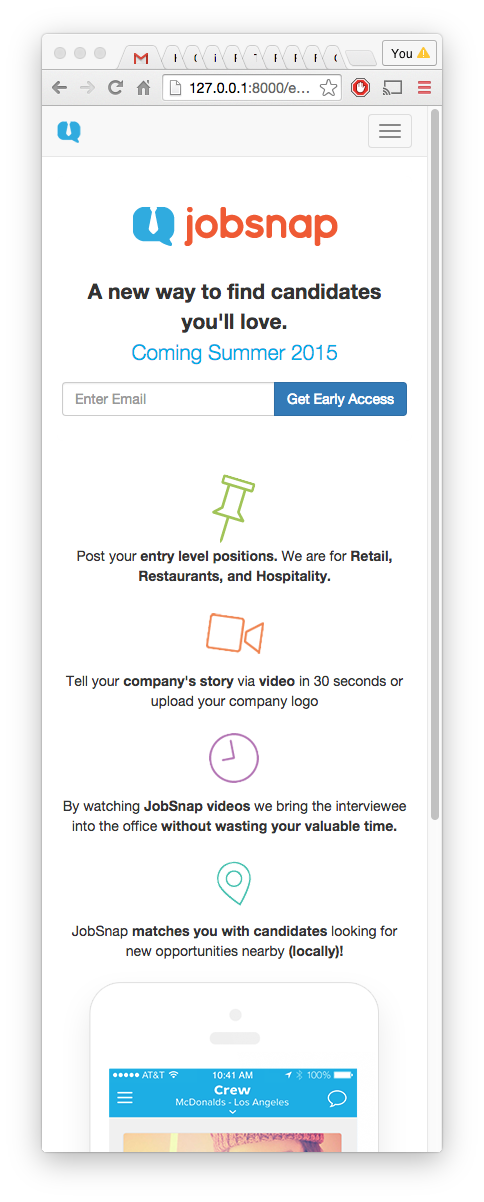 You
127.0.0.1:8000/e...
jobsnap
A new way to find candidates
you'll love.
Coming Summer 2015
Enter Email
Get Early Access
Post your entry level positions. We are for Retail,
Restaurants, and Hospitality.
Tell your company's story via video in 30 seconds or
upload your company logo
By watching JobSnap videos we bring the interviewee
into the office without wasting your valuable time.
JobSnap matches you with candidates looking for
new opportunities nearby (locally)!
AT&T 10:41 AM 100%
Crew
McDonalds - Los Angeles